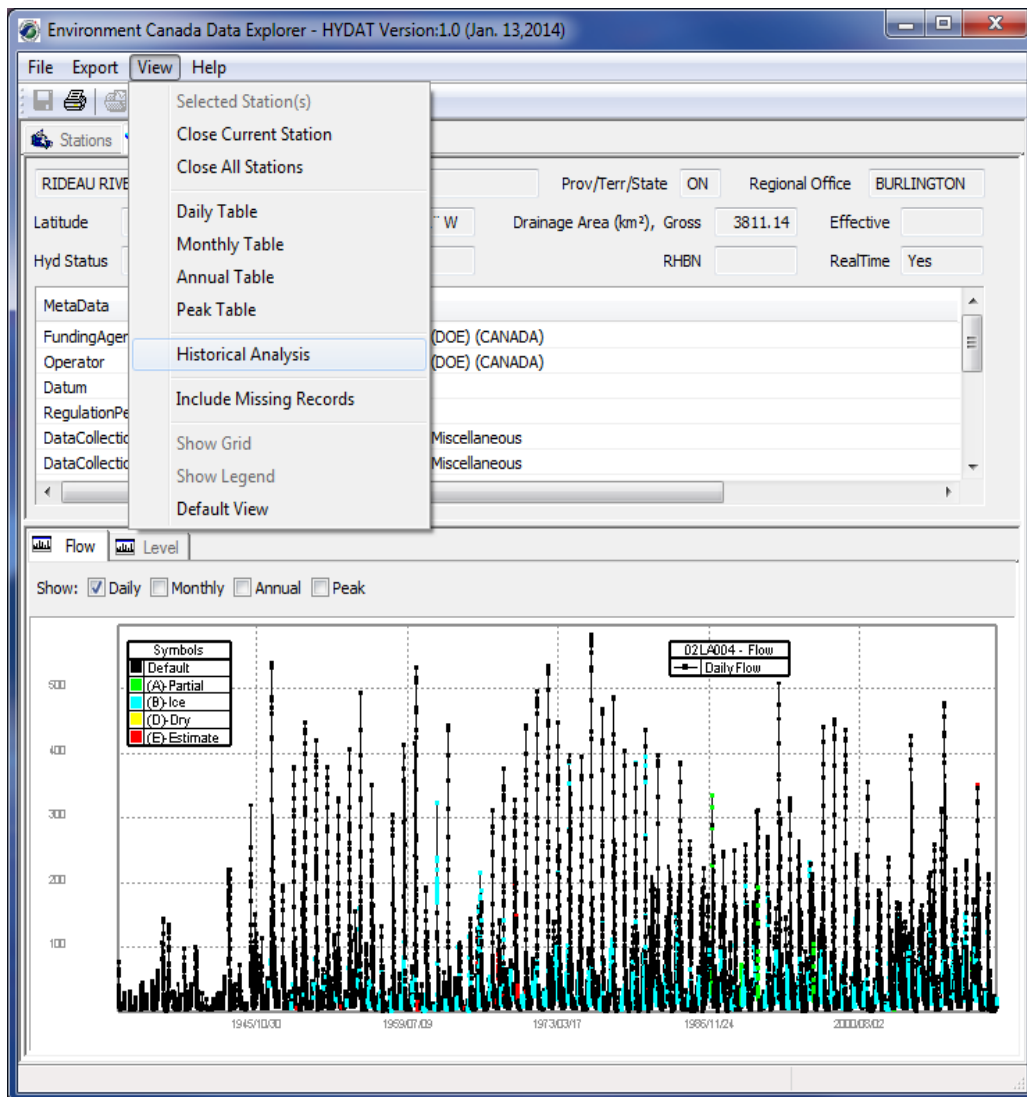 Environment Canada Data Explorer - HYDAT Version:1.0 (Jan. 13,2014)
File Export View Help
Selected Station(s)
Close Current Station
Close All Stations
Daily Table
Monthly Table
Annual Table
Peak Table
Historical Analysis
Include Missing Records
Show Grid
Show Legend
Default View
Stations
RIDEAU RIVE Prov/Terr/State ON Regional Office BURLINGTON
Latitude W Drainage Area (km²), Gross 3811.14 Effective
Hyd Status RHBN RealTime Yes
MetaData
FundingAger (DOE) (CANADA)
Operator (DOE) (CANADA)
Datum
RegulationPe
DataCollectic Miscellaneous
DataCollectic Miscellaneous
Flow Level
Show: Daily Monthly Annual Peak
Symbols
Default
(A)-Partial
(B)-Ice
(D)-Dry
(E)-Estimate
02LA004 - Flow
Daily Flow
500
400
300
200
100
1945/10/30 1959/07/09 1973/03/17 1986/11/24 2000/08/02